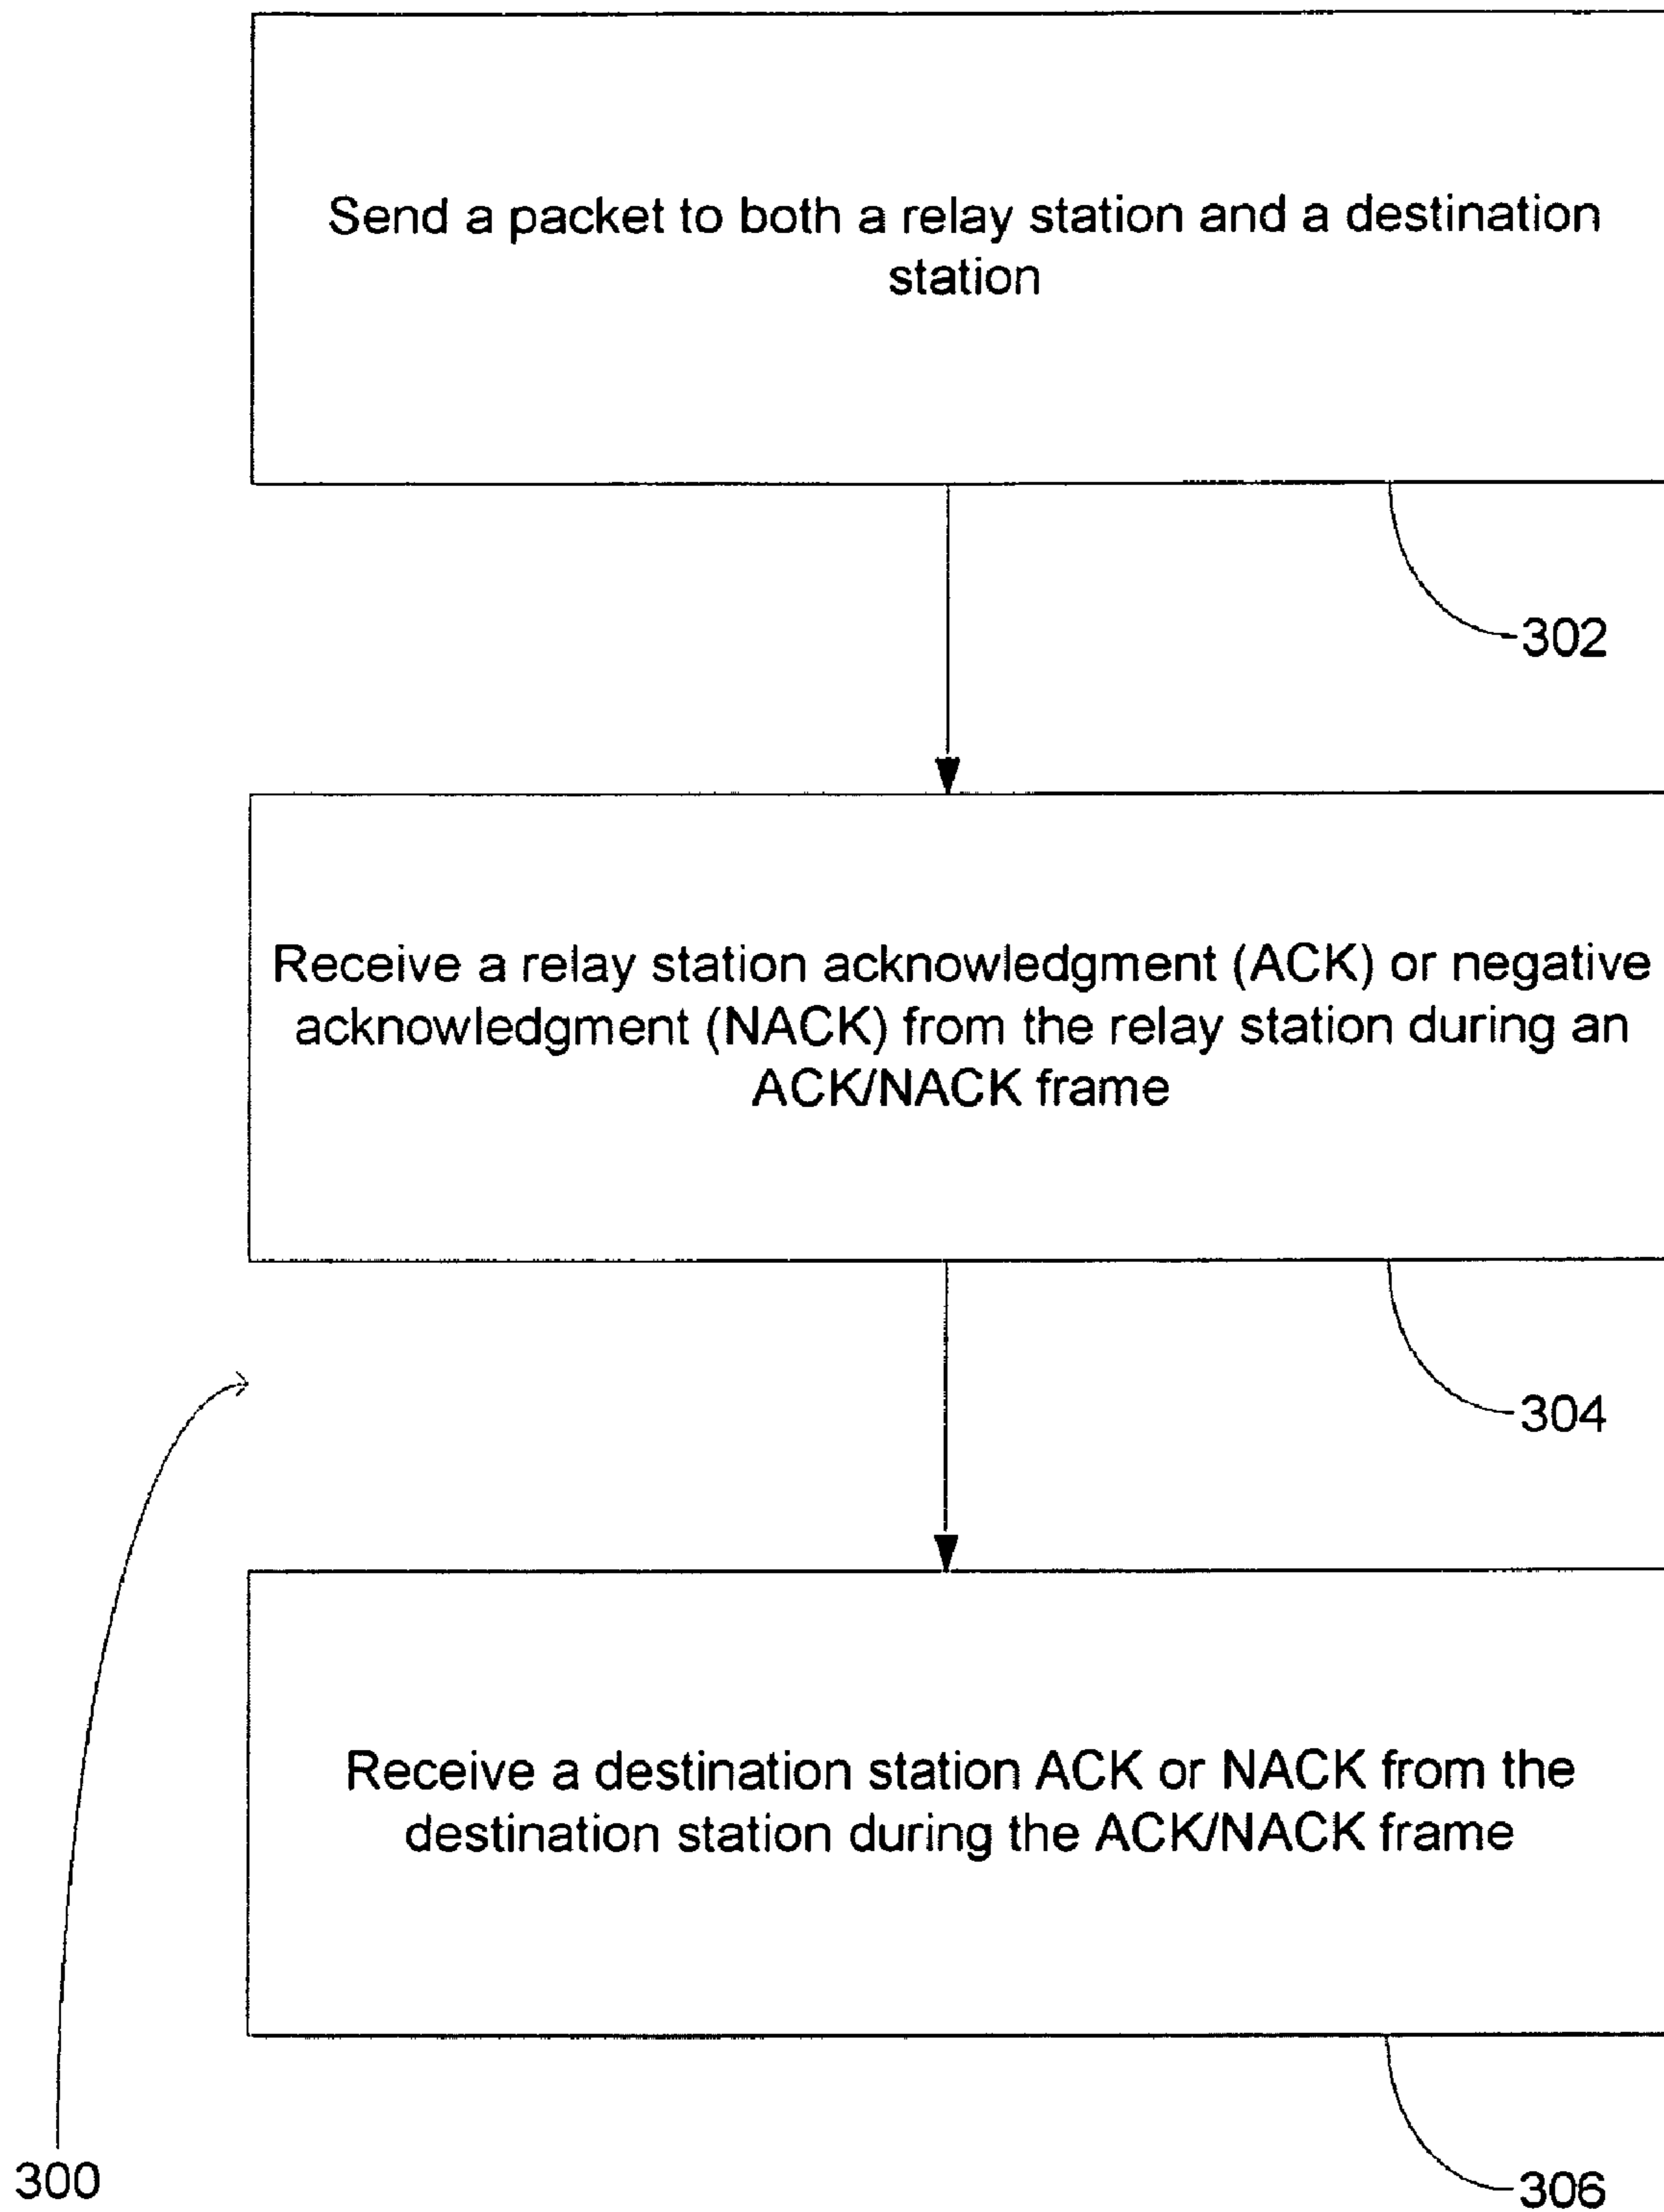 Send a packet to both a relay station and a destination
station
302
Receive a relay station acknowledgment (ACK) or negative
acknowledgment (NACK) from the relay station during an
ACK/NACK frame
304
Receive a destination station ACK or NACK from the
destination station during the ACK/NACK frame
300
306